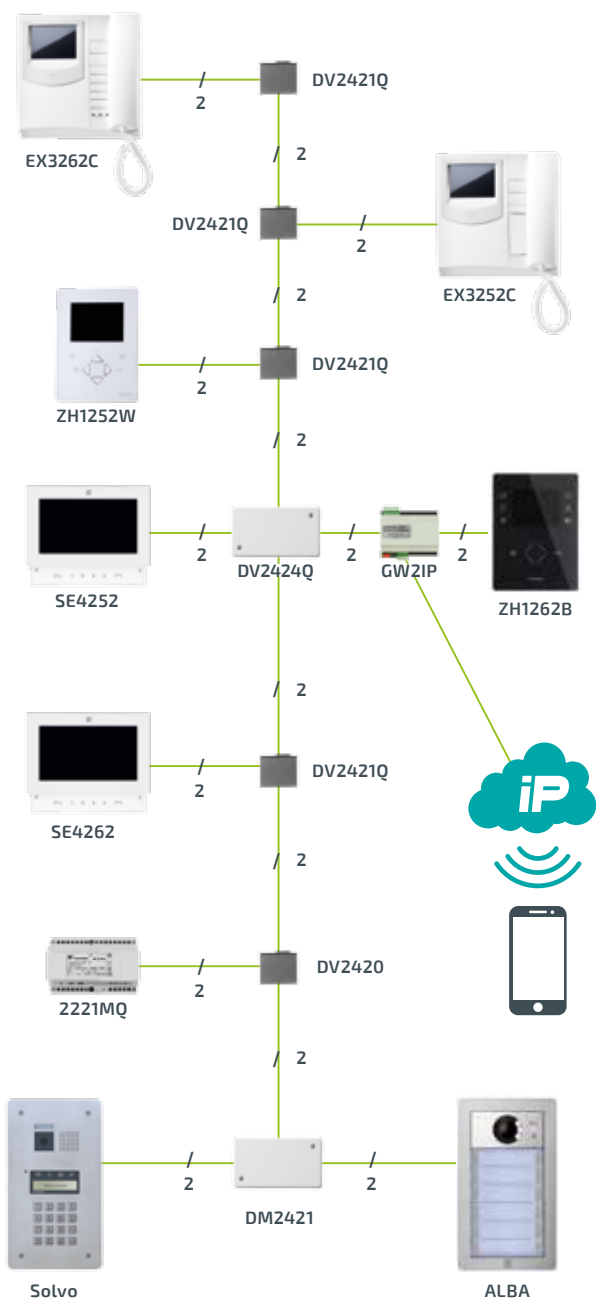 DV2421Q
/
2
EX3262C
/ 2
DV2421Q
/
2
EX3252C
/ 2
DV2421Q
/
2
ZH1252W
/ 2
/
2
DV2424Q
/
2
GW2IP
/
2
SE4252
ZH1262B
/ 2
DV2421Q
/
2
iP
SE4262
/ 2
DV2420
/
2
2221MQ
/ 2
/
2
/
2
DM2421
Solvo
ALBA